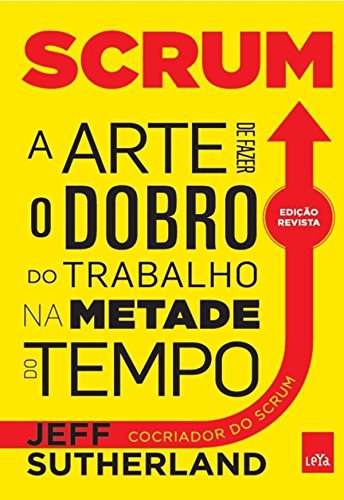 SCRUM
A ARTE DE FAZER
O DOBRO
DO TRABALHO
NA METADE
DO TEMPO
EDIÇÃO
REVISTA
JEFF
SUTHERLAND
COCRIADOR DO SCRUM
LeYa